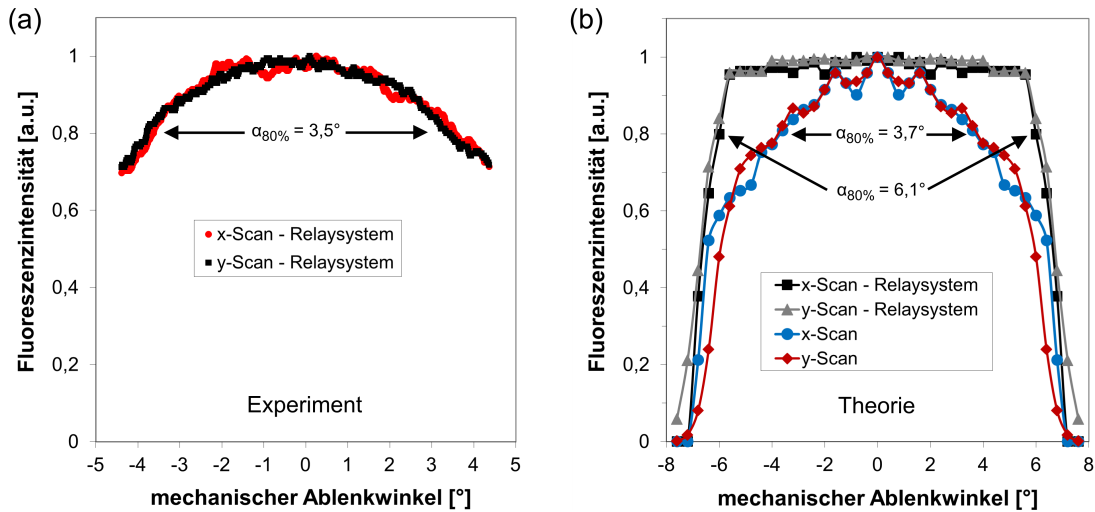 (a)
Fluoreszenzintensität [a.u.]
1
0,8
0,6
0,4
0,2
0
α80% = 3,5°
x-Scan - Relaysystem
y-Scan - Relaysystem
Experiment
-5 -4 -3 -2 -1 0 1 2 3 4 5
mechanischer Ablenkwinkel [°]
(b)
Fluoreszenzintensität [a.u.]
1
0,8
0,6
0,4
0,2
0
α80% = 3,7°
α80% = 6,1°
x-Scan - Relaysystem
y-Scan - Relaysystem
x-Scan
y-Scan
Theorie
-8 -6 -4 -2 0 2 4 6 8
mechanischer Ablenkwinkel [°]